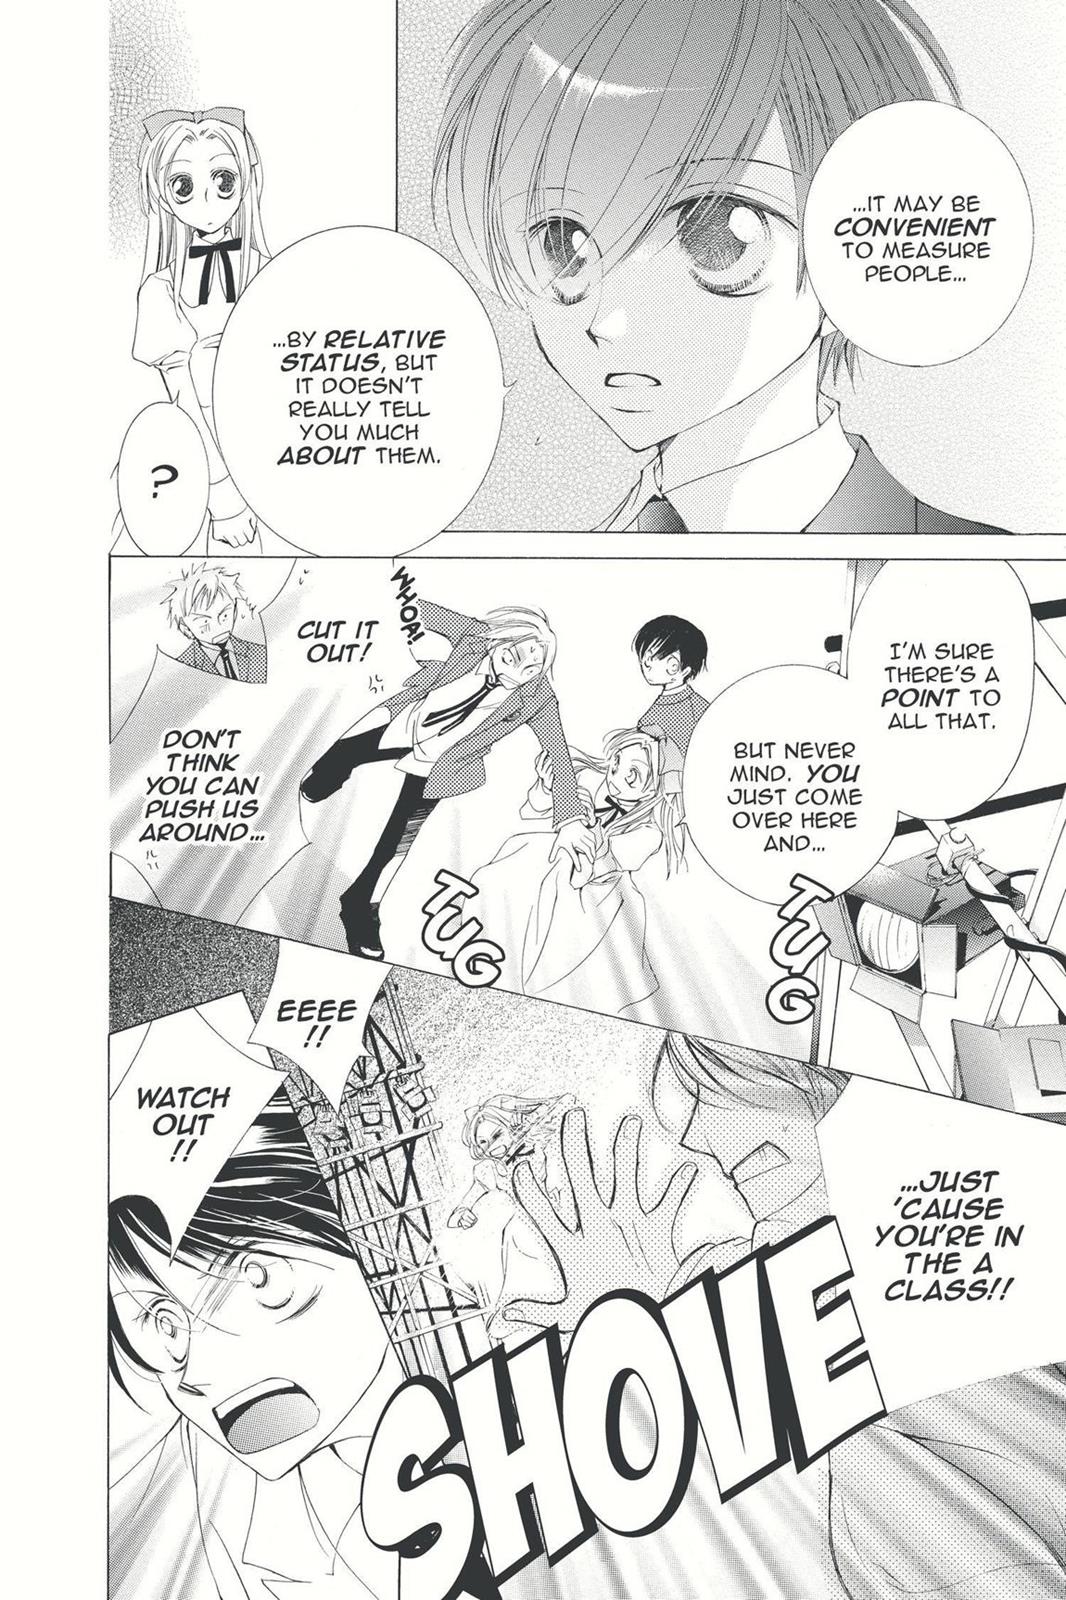 ...IT MAY BE
CONVENIENT
TO MEASURE
PEOPLE...
...BY RELATIVE
STATUS, BUT
IT DOESN'T
REALLY TELL
YOU MUCH
ABOUT THEM.
?
I'M SURE
THERE'S A
POINT TO
ALL THAT.
BUT NEVER
MIND. YOU
JUST COME
OVER HERE
AND...
TUG
TUG
WHOA!
CUT IT
OUT!
DON'T
THINK
YOU CAN
PUSH US
AROUND...
...JUST
'CAUSE
YOU'RE IN
THE A
CLASS!!
EEEE
!!
WATCH
OUT
!!
SHOVE